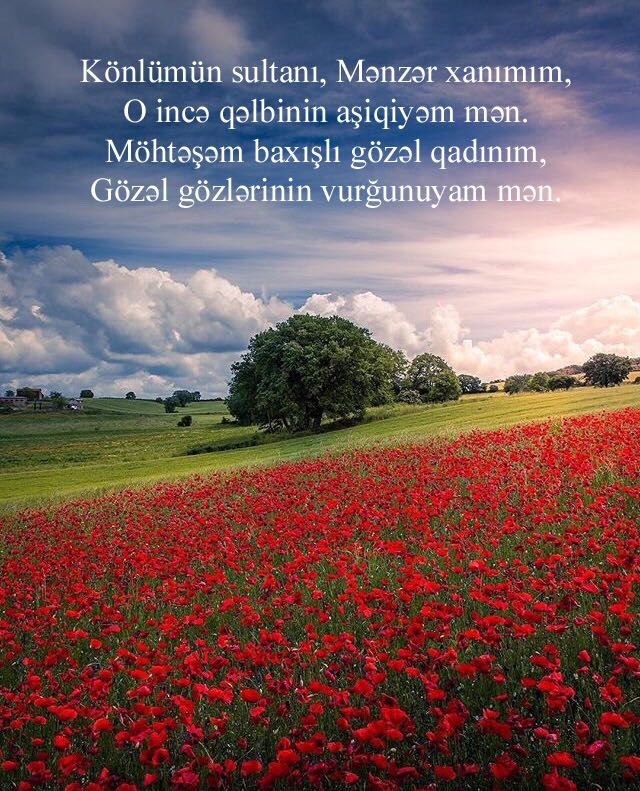 Könlümün sultanı, Mənzər xanımım,
O incə qəlbinin aşiqiyəm mən.
Möhtəşəm baxışlı gözəl qadınım,
Gözəl gözlərinin vurğunuyam mən.